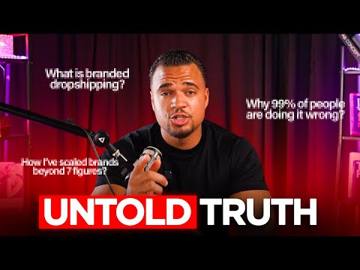 What is branded
dropshipping?
Why 99% of people
are doing it wrong?
How I've scaled brands
beyond 7 figures?
UNTOLD TRUTH